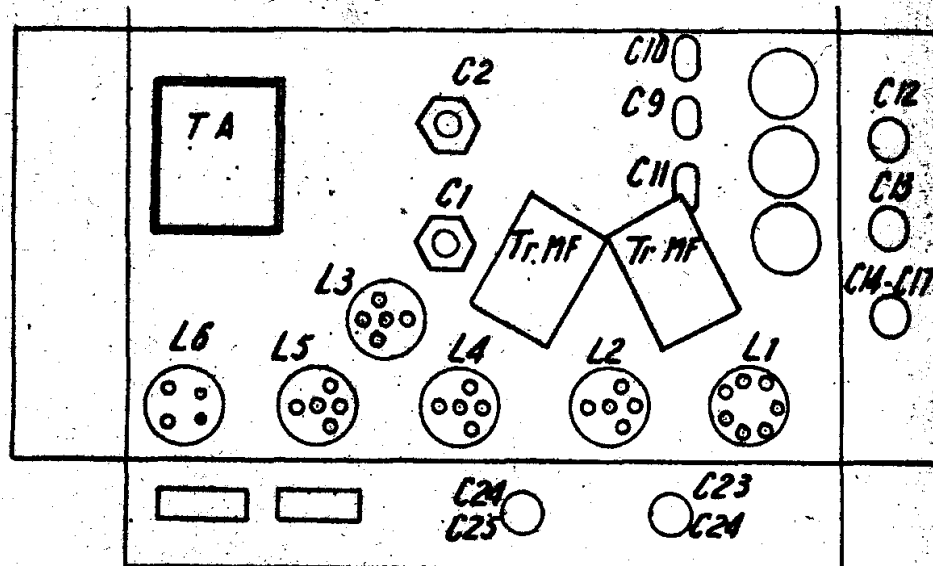 C10
C2
C9
C12
TA
C11
C13
C1
Tr. MF
Tr. MF
C14-C17
L3
L6
L5
L4
L2
L1
C24
C25
C23
C24